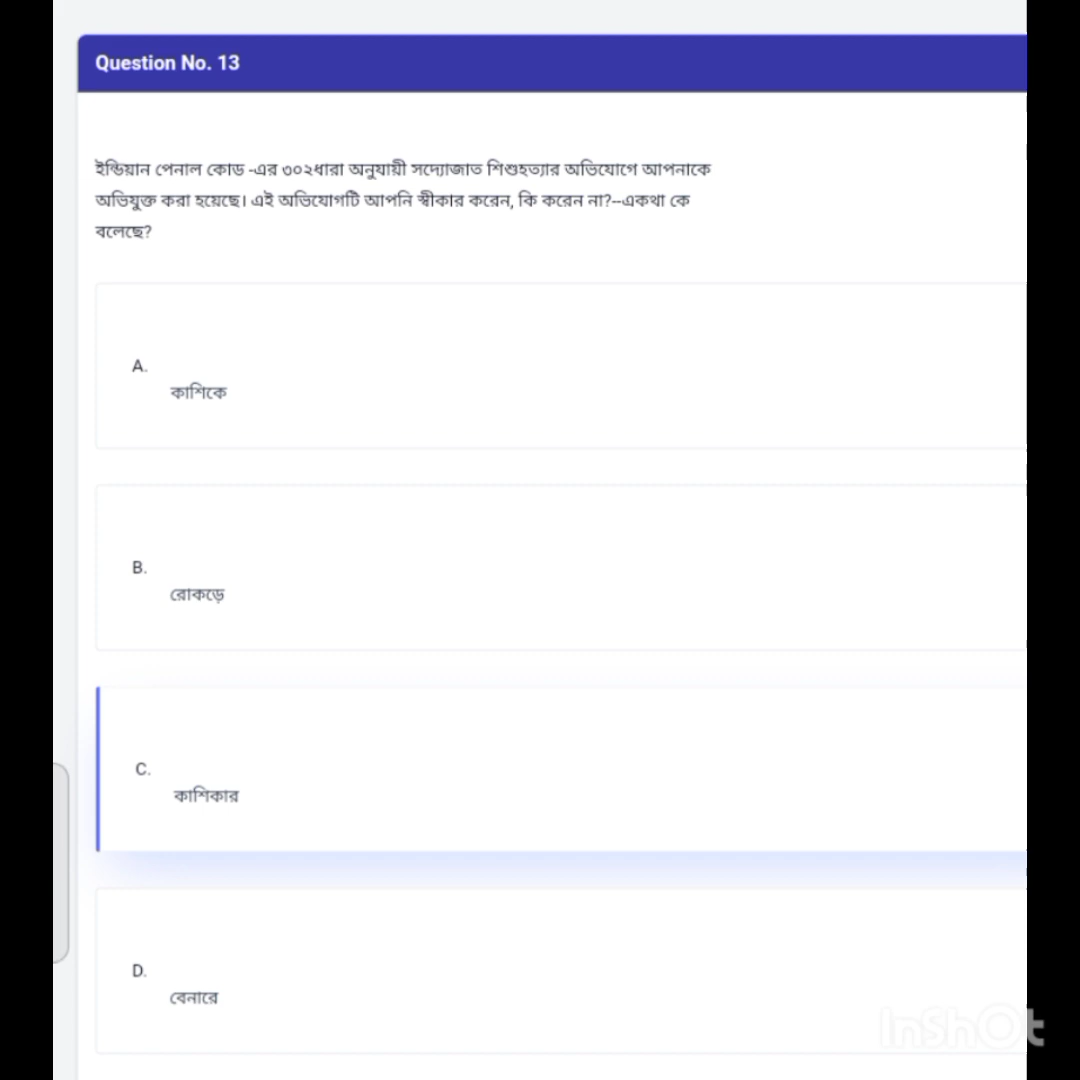 Question No. 13
ইন্ডিয়ান পেনাল কোড -এর ৩০২ধারা অনুযায়ী সদ্যোজাত শিশুহত্যার অভিযোগে আপনাকে
অভিযুক্ত করা হয়েছে। এই অভিযোগটি আপনি স্বীকার করেন, কি করেন না?--একথা কে
বলেছে?
A.
কাশিকে
B.
রোকড়ে
C.
কাশিকার
D.
বেনারে
InShOt